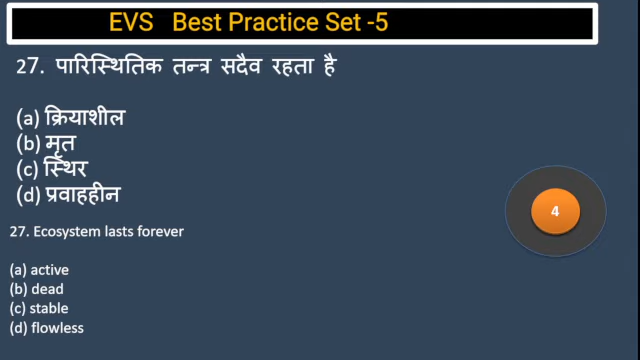 EVS Best Practice Set -5
27. पारिस्थितिक तन्त्र सदैव रहता है
(a) क्रियाशील
(b) मृत
(c) स्थिर
(d) प्रवाहहीन
4
27. Ecosystem lasts forever
(a) active
(b) dead
(c) stable
(d) flowless